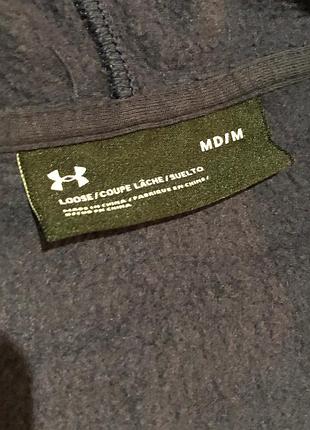 MD/M
LOOSE/COUPE LÂCHE/SUELTO
MADE IN CHINA/FABRIQUÉ EN CHINE/
HECHO EN CHINA